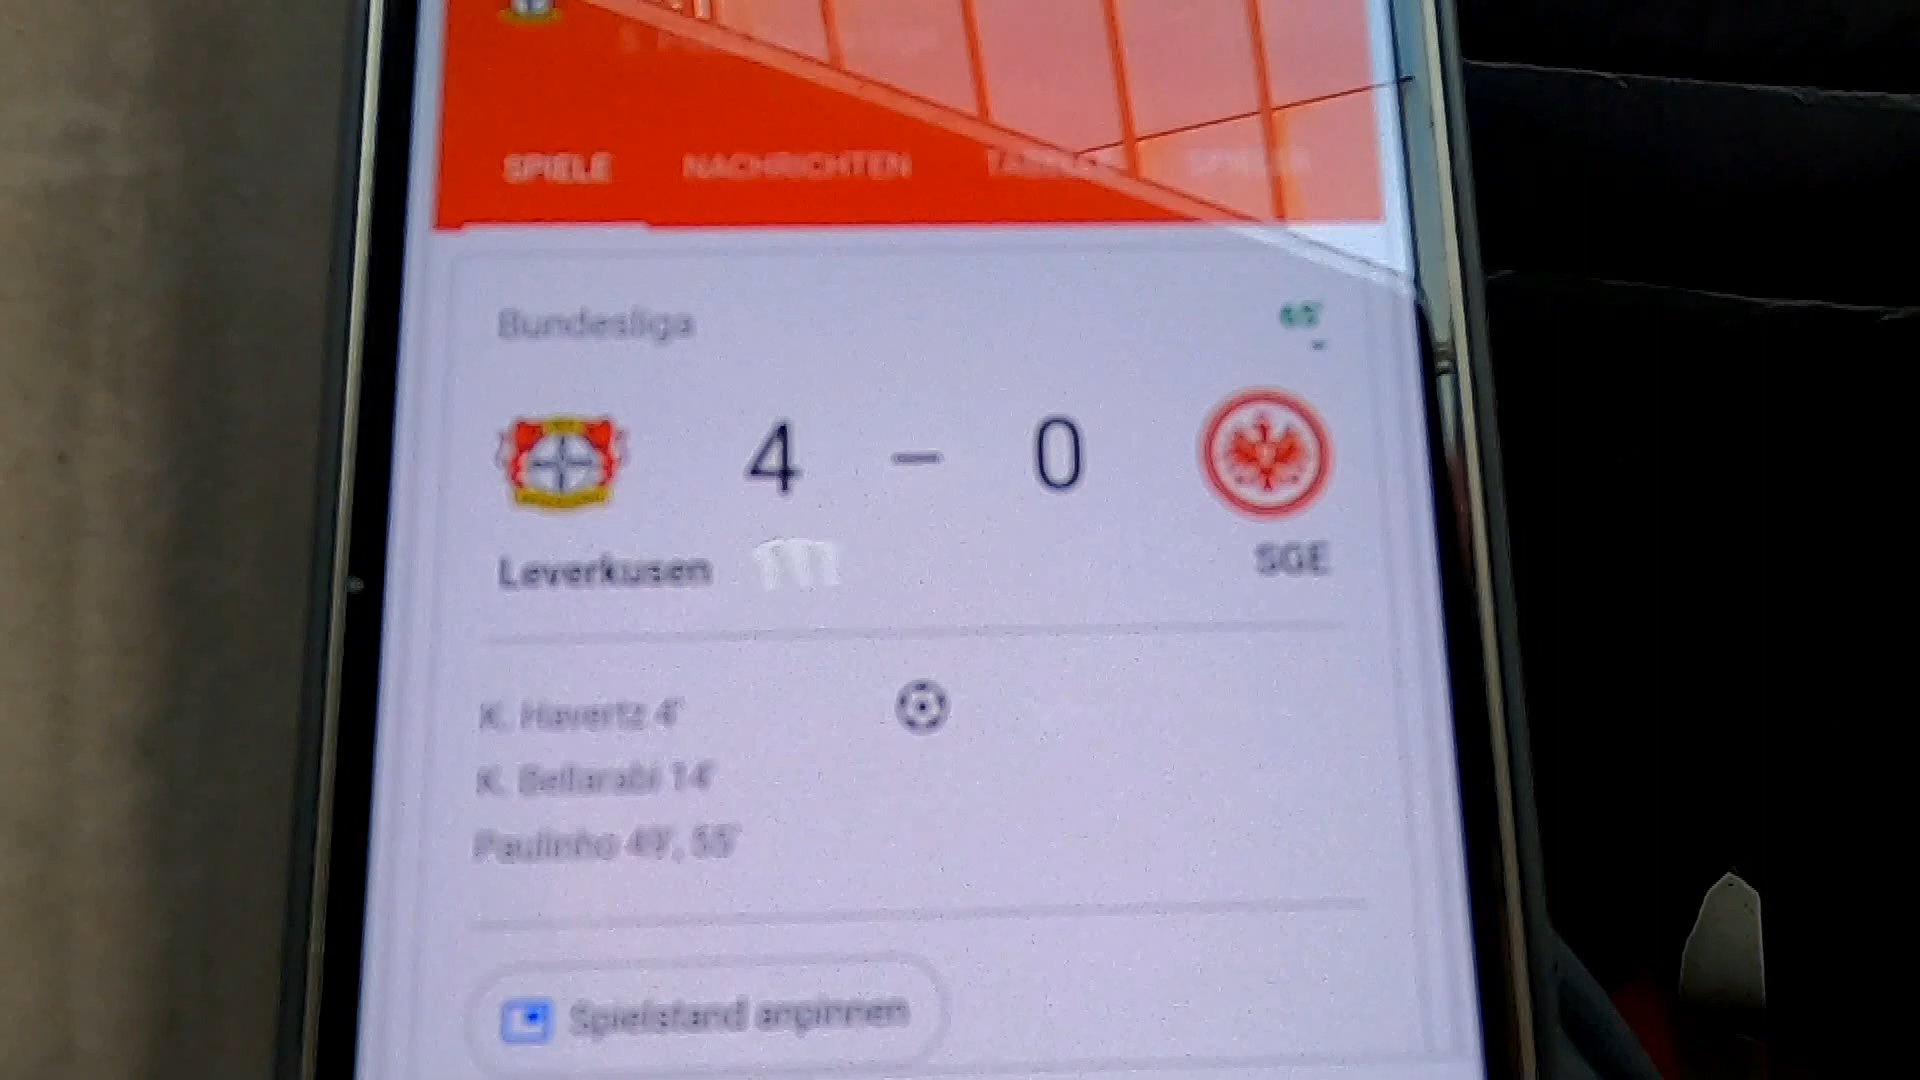 SPIELE NACHRICHTEN
Bundesliga
4 – 0
Leverkusen SGE
K. Havertz 4'
K. Bellarabi 14'
Paulinho 49', 55'
Spielstand anpinnen